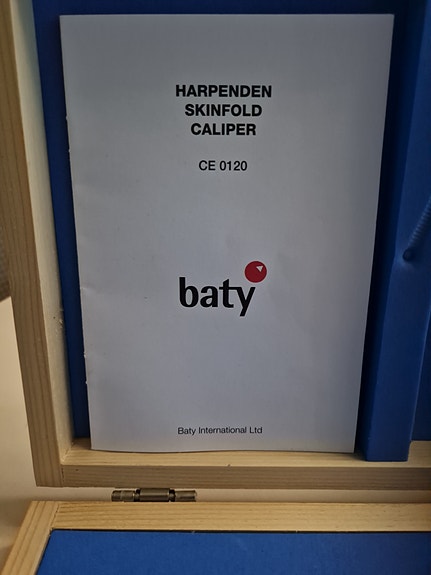 HARPENDEN
SKINFOLD
CALIPER
CE 0120
baty
Baty International Ltd